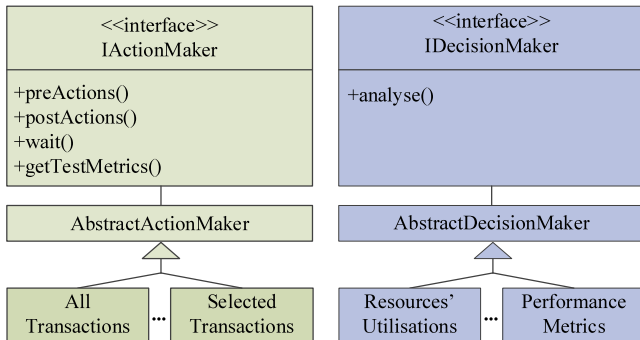 <<interface>>
IActionMaker
+preActions()
+postActions()
+wait()
+getTestMetrics()
AbstractActionMaker
All
Transactions
...
Selected
Transactions
<<interface>>
IDecisionMaker
+analyse()
AbstractDecisionMaker
Resources’
Utilisations
...
Performance
Metrics